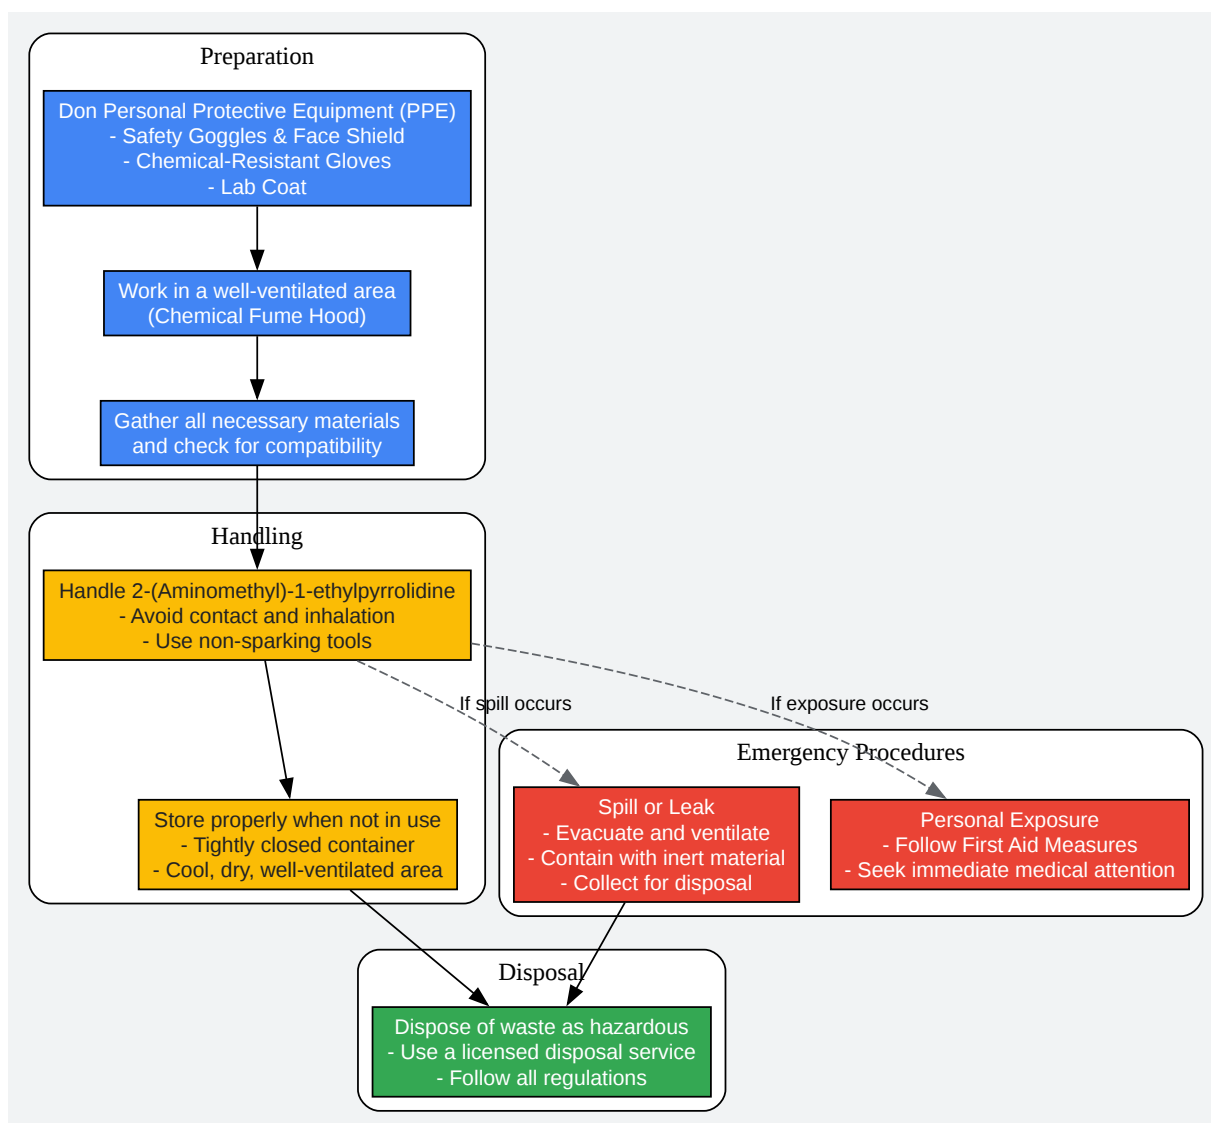 Preparation
Don Personal Protective Equipment (PPE)
- Safety Goggles & Face Shield
- Chemical-Resistant Gloves
- Lab Coat
Work in a well-ventilated area
(Chemical Fume Hood)
Gather all necessary materials
and check for compatibility
Handling
Handle 2-(Aminomethyl)-1-ethylpyrrolidine
- Avoid contact and inhalation
- Use non-sparking tools
If spill occurs
If exposure occurs
Store properly when not in use
- Tightly closed container
- Cool, dry, well-ventilated area
Emergency Procedures
Spill or Leak
- Evacuate and ventilate
- Contain with inert material
- Collect for disposal
Personal Exposure
- Follow First Aid Measures
- Seek immediate medical attention
Disposal
Dispose of waste as hazardous
- Use a licensed disposal service
- Follow all regulations